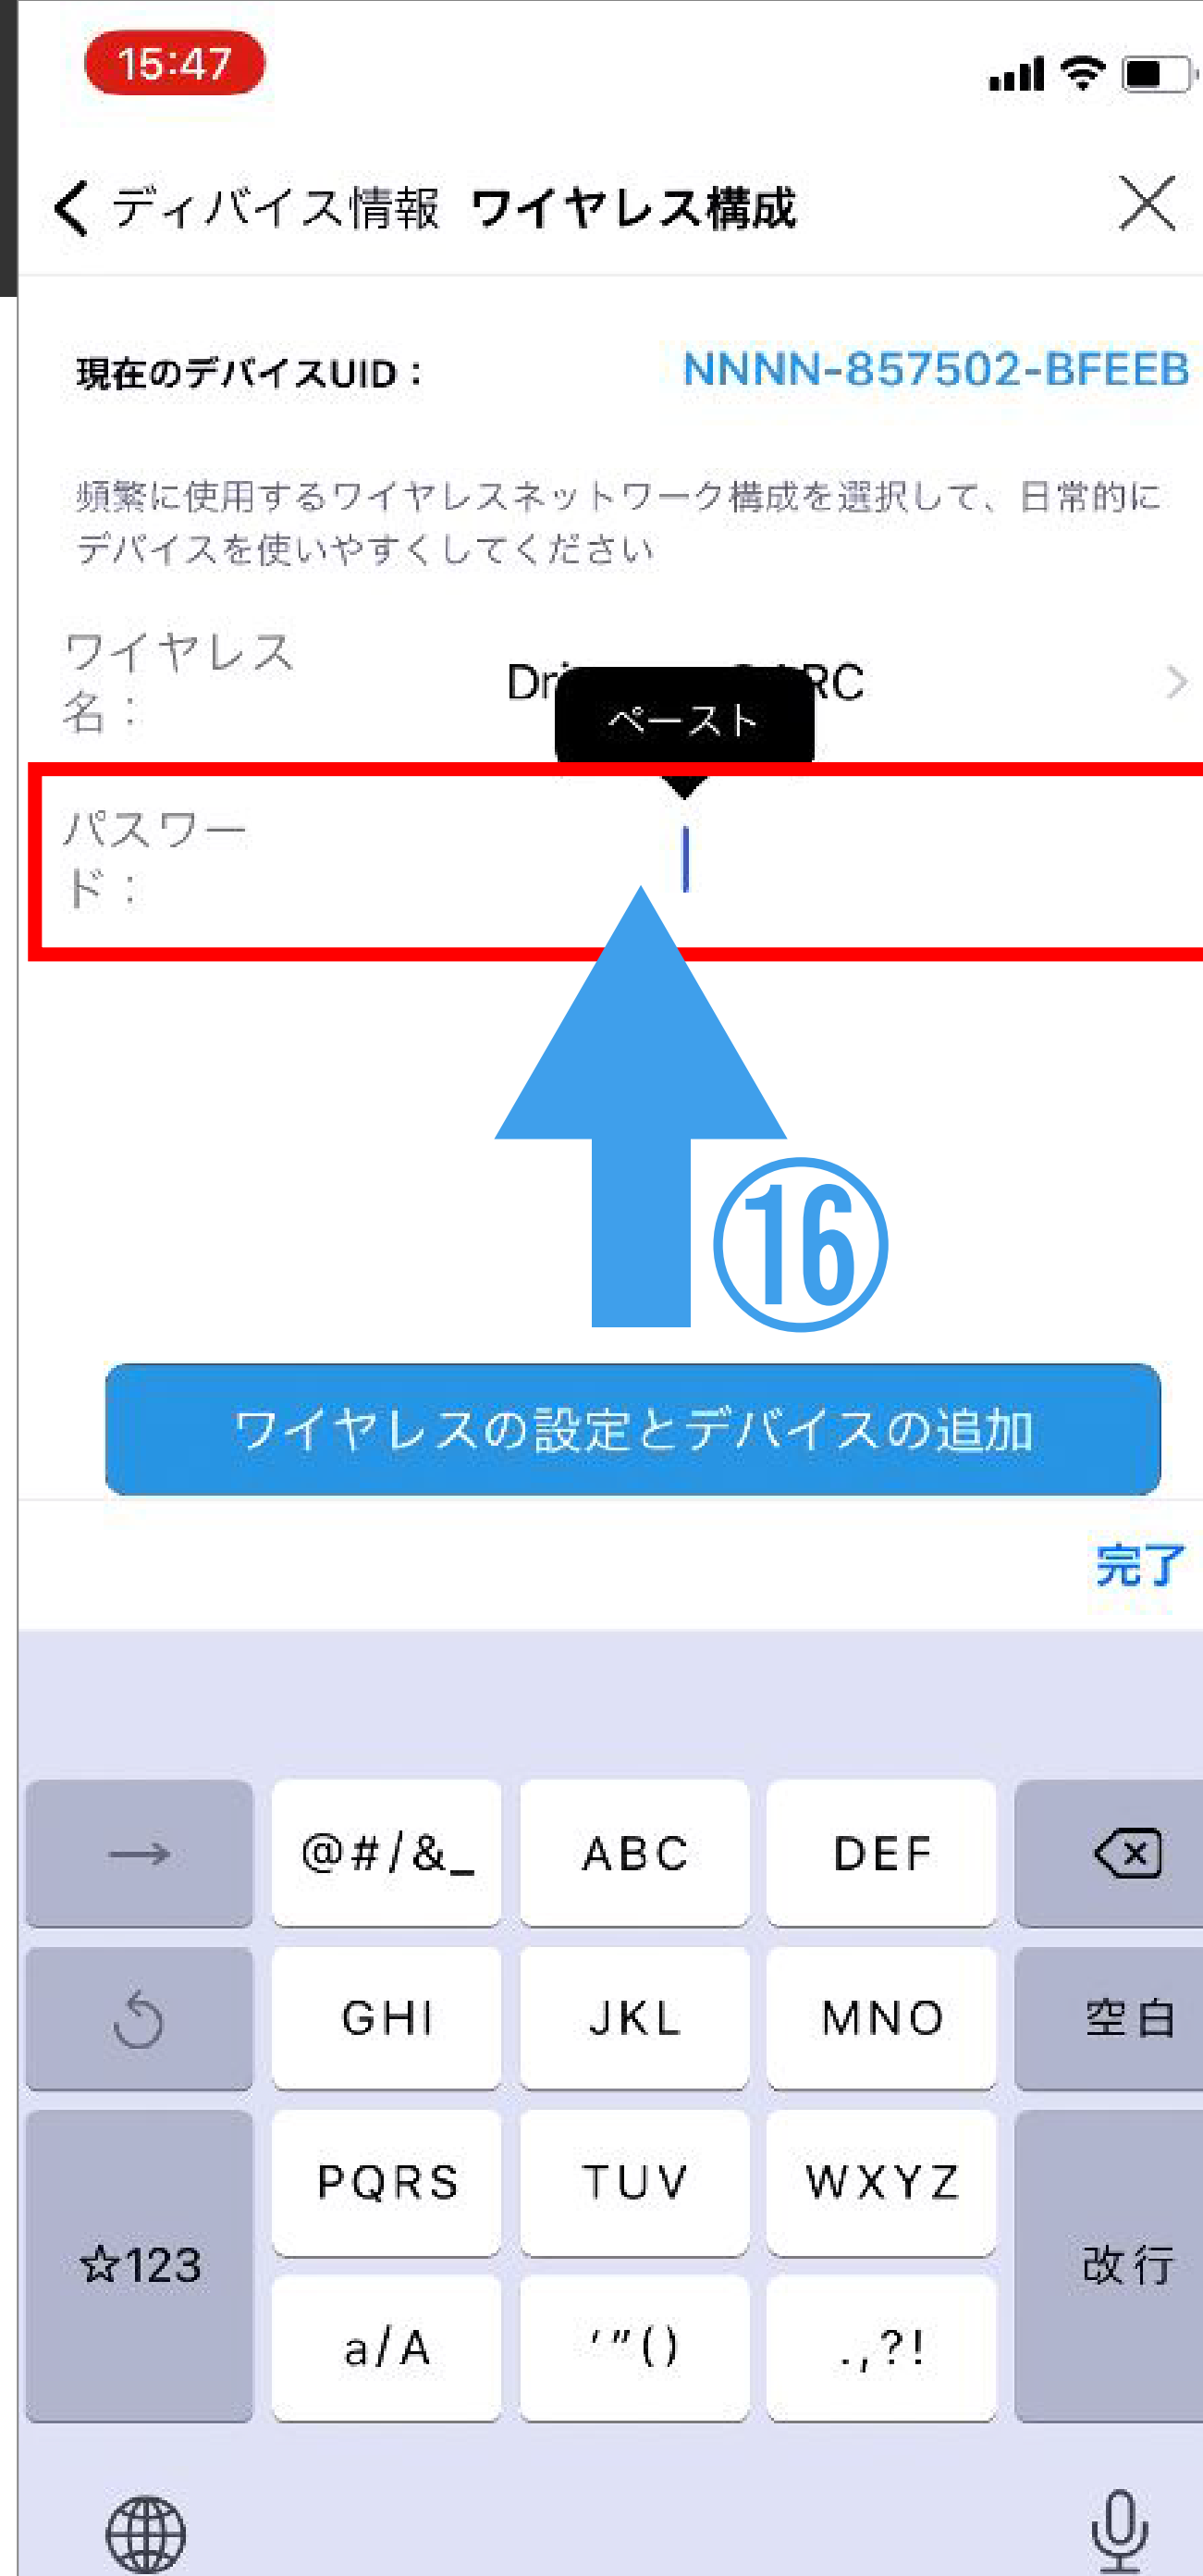 15:47
ディバイス情報 ワイヤレス構成
現在のデバイスUID： NNNN-857502-BFEEB
頻繁に使用するワイヤレスネットワーク構成を選択して、日常的に
デバイスを使いやすくしてください
ワイヤレス
名：
ペースト
パスワー
ド：
⑯
ワイヤレスの設定とデバイスの追加
完了
→ @#/&_ ABC DEF
GHI JKL MNO 空白
PQRS TUV WXYZ
☆123 改行
a/A '"() .,?!